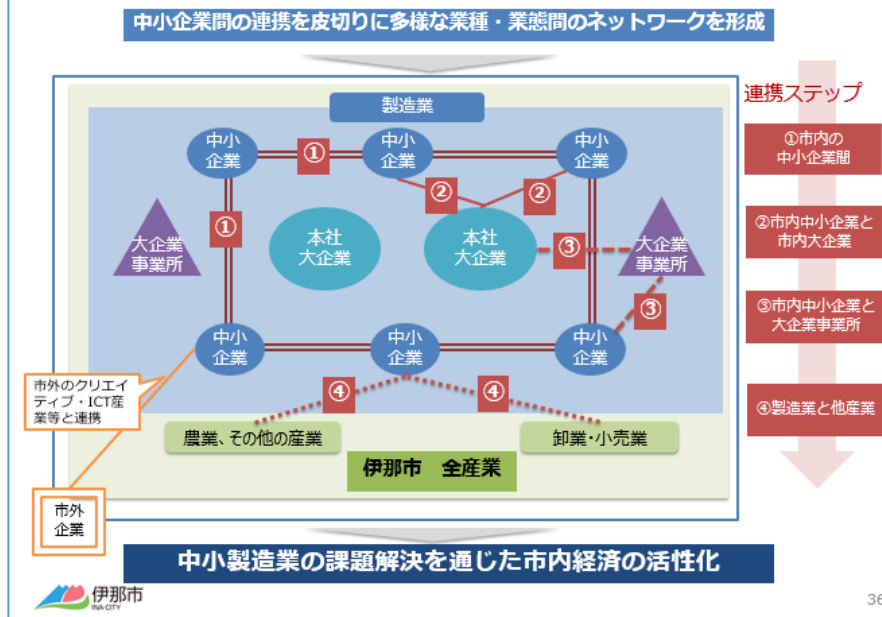 中小企業間の連携を皮切りに多様な業種・業態間のネットワークを形成
連携ステップ
製造業
中小
企業
①
中小
企業
中小
企業
①市内の
中小企業間
②
②
①
大企業
事業所
本社
大企業
本社
大企業
③
大企業
事業所
②市内中小企業と
市内大企業
③
③市内中小企業と
大企業事業所
中小
企業
中小
企業
中小
企業
市外のクリエイ
ティブ・ICT産
業等と連携
④
④
④製造業と他産業
農業、その他の産業
卸業・小売業
伊那市 全産業
市外
企業
中小製造業の課題解決を通じた市内経済の活性化
伊那市
INA-CITY
36